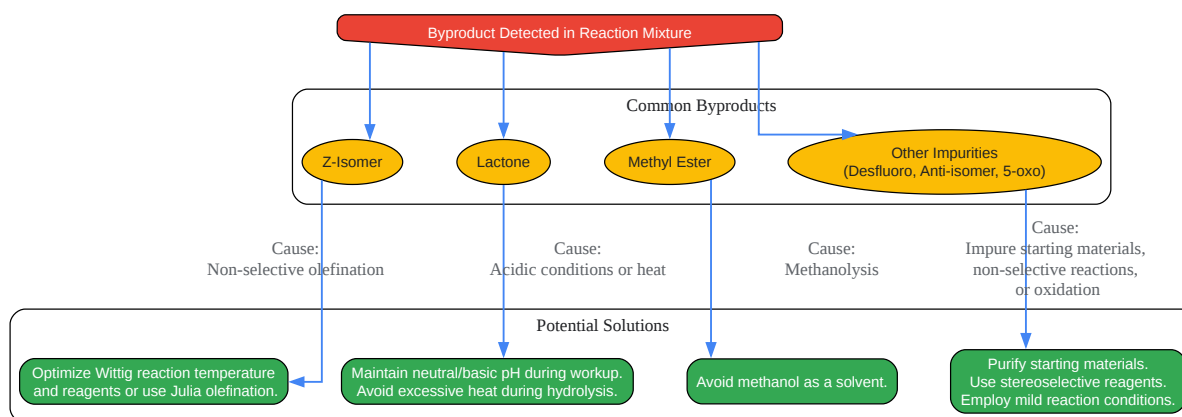 Byproduct Detected in Reaction Mixture
Common Byproducts
Z-Isomer
Lactone
Methyl Ester
Other Impurities
(Desfluoro, Anti-isomer, 5-oxo)
Cause:
Non-selective olefination
Cause:
Acidic conditions or heat
Cause:
Methanolysis
Cause:
Impure starting materials,
non-selective reactions,
or oxidation
Potential Solutions
Optimize Wittig reaction temperature
and reagents or use Julia olefination.
Maintain neutral/basic pH during workup.
Avoid excessive heat during hydrolysis.
Avoid methanol as a solvent.
Purify starting materials.
Use stereoselective reagents.
Employ mild reaction conditions.